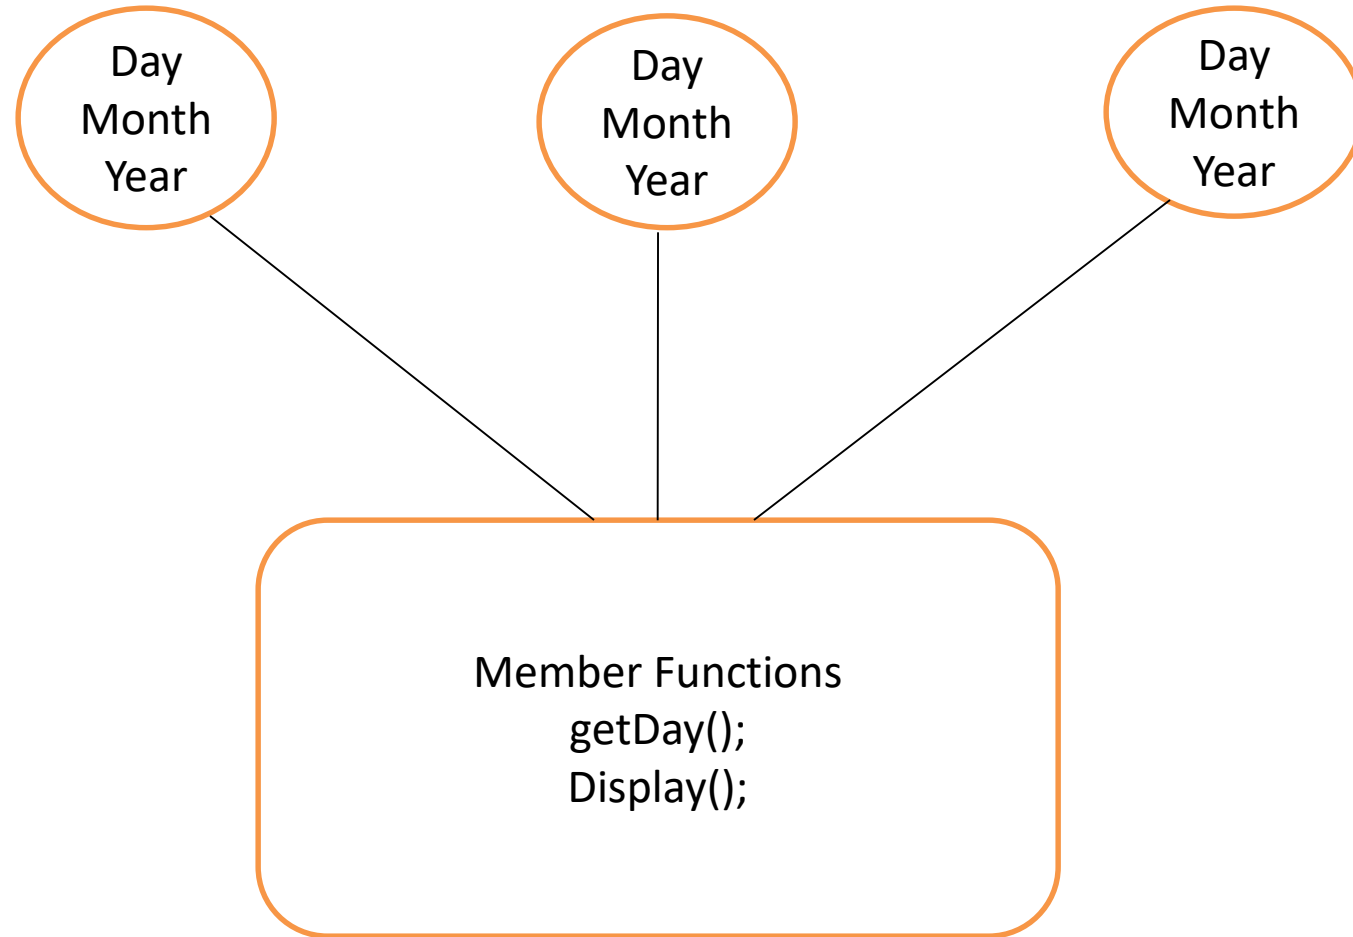 Day
Month
Year
Day
Month
Year
Day
Month
Year
Member Functions
getDay();
Display();